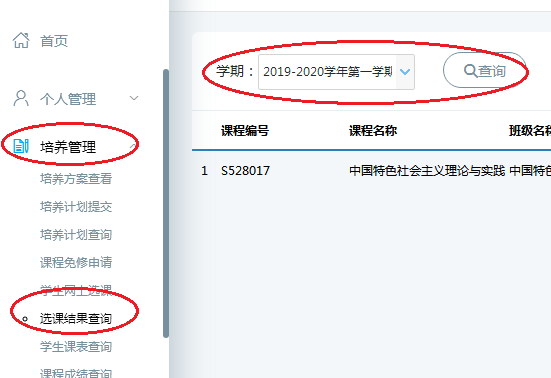 首页
个人管理
培养管理
培养方案查看
培养计划提交
培养计划查询
课程免修申请
学生网上选课
选课结果查询
学生课表查询
课程成绩查询
学期：2019-2020学年第一学期 查询
课程编号 课程名称 班级名称
1 S528017 中国特色社会主义理论与实践 中国特色